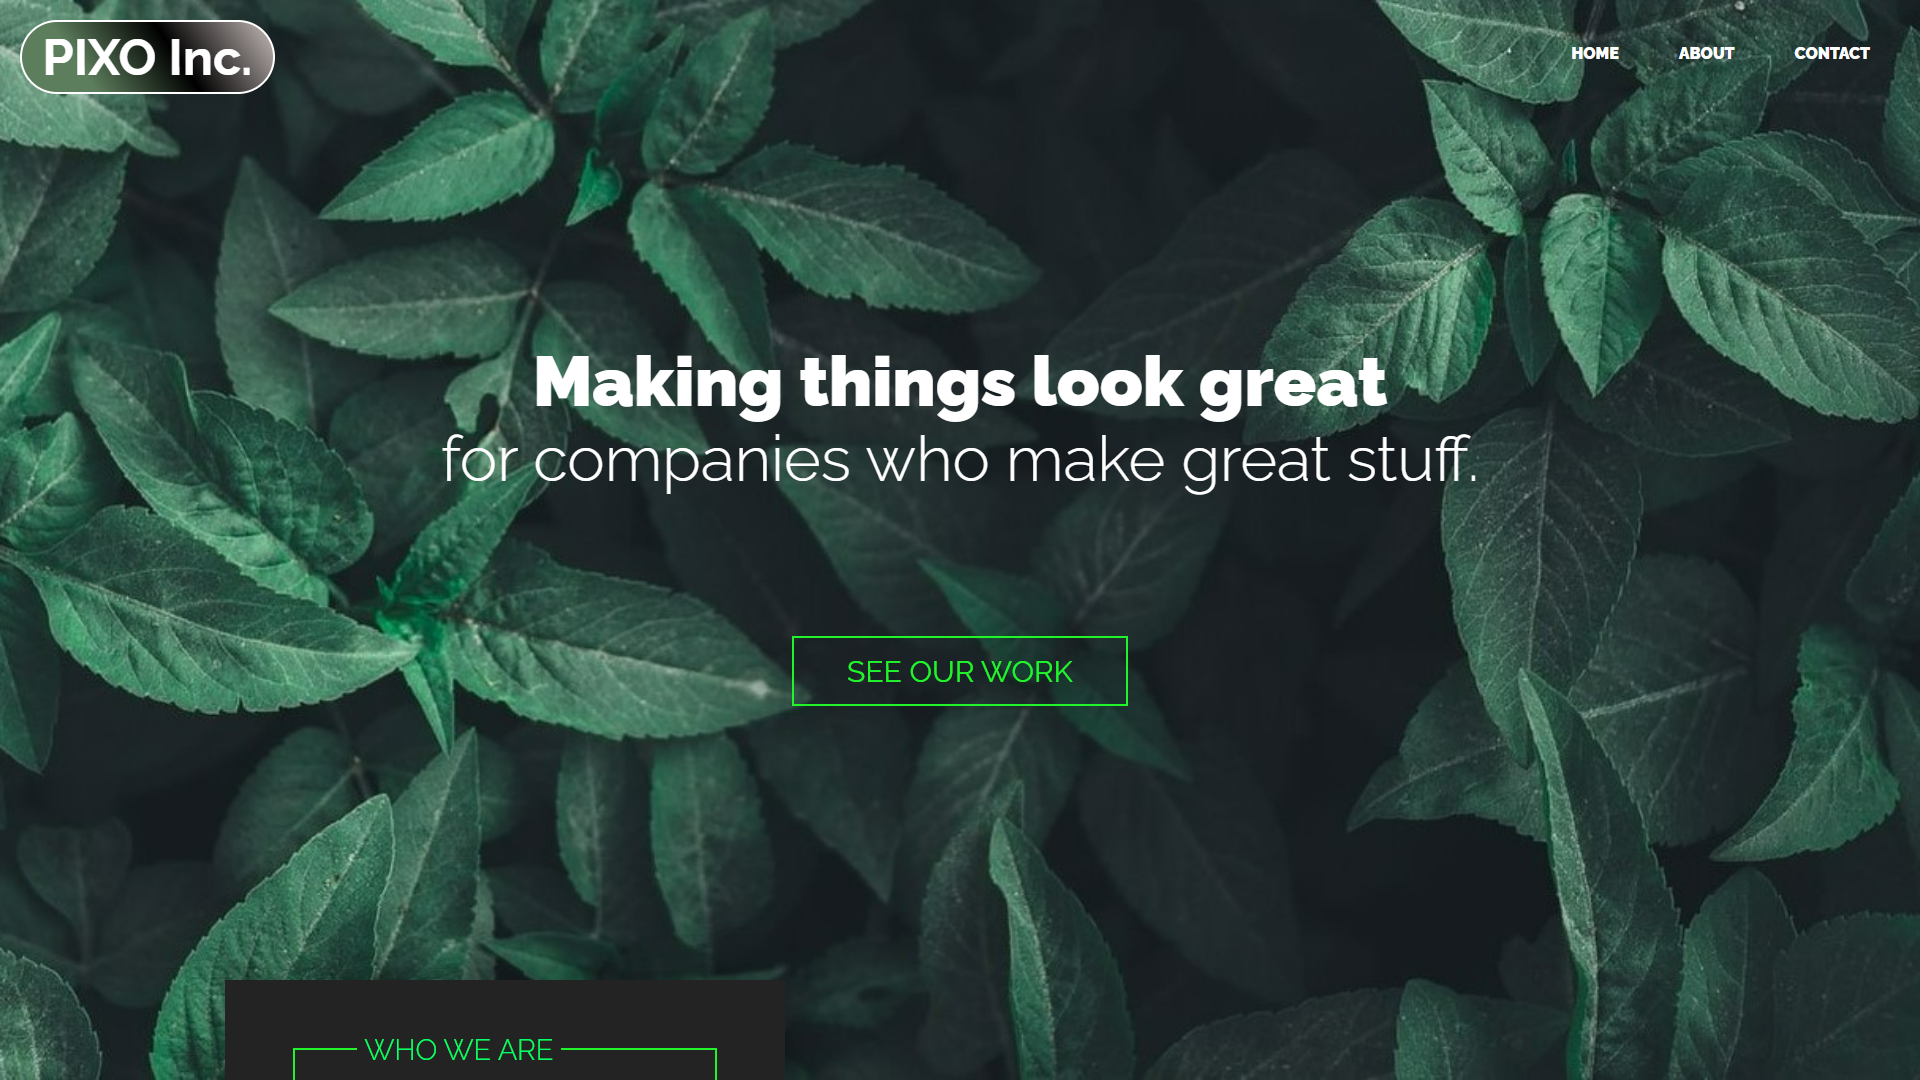 PIXO Inc.
HOME ABOUT CONTACT
Making things look great
for companies who make great stuff.
SEE OUR WORK
WHO WE ARE